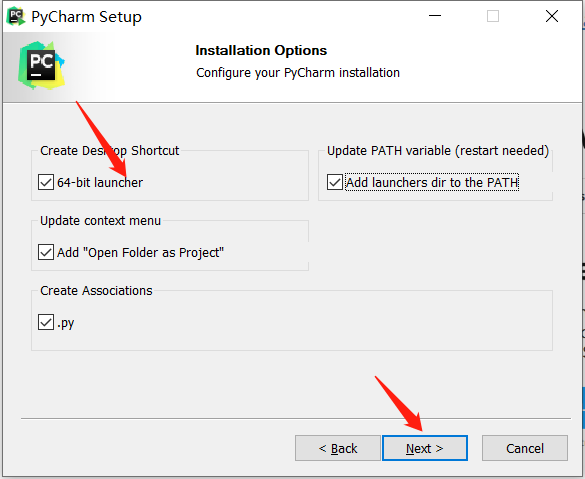 PyCharm Setup
PC
Installation Options
Configure your PyCharm installation
Create Desktop Shortcut
64-bit launcher
Update PATH variable (restart needed)
Add launchers dir to the PATH
Update context menu
Add "Open Folder as Project"
Create Associations
.py
< Back
Next >
Cancel